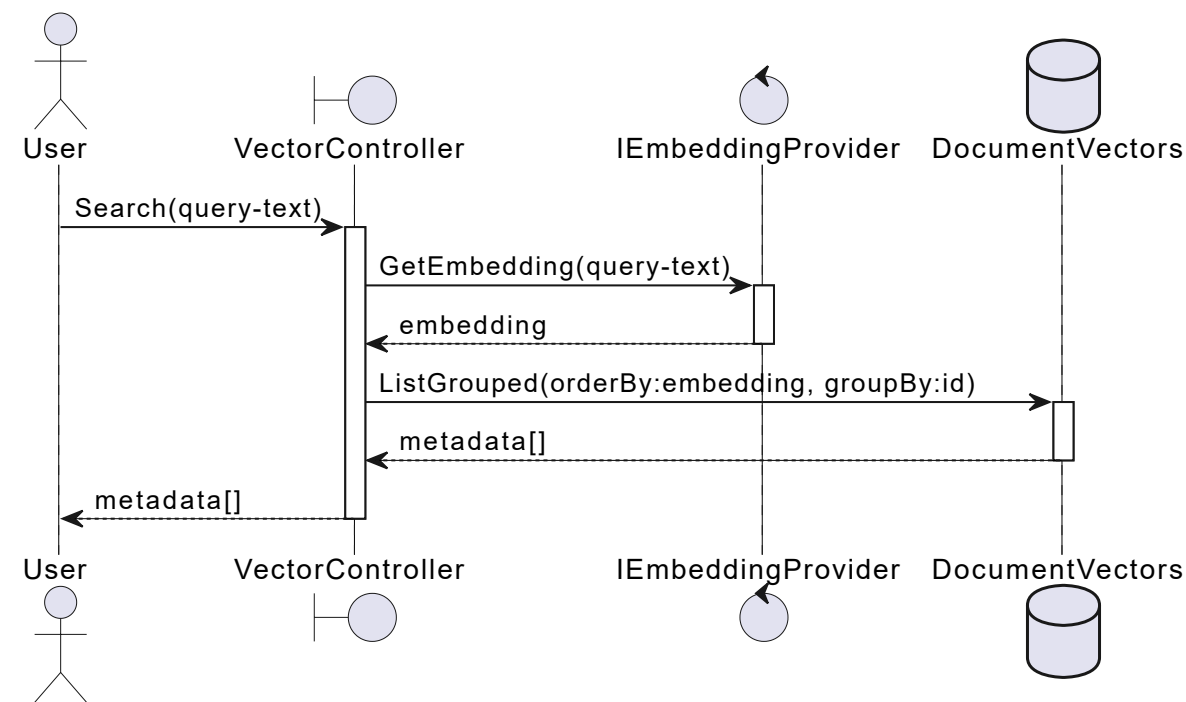 User
VectorController
IEmbeddingProvider
DocumentVectors
Search(query-text)
GetEmbedding(query-text)
embedding
ListGrouped(orderBy:embedding, groupBy:id)
metadata[]
metadata[]
User
VectorController
IEmbeddingProvider
DocumentVectors